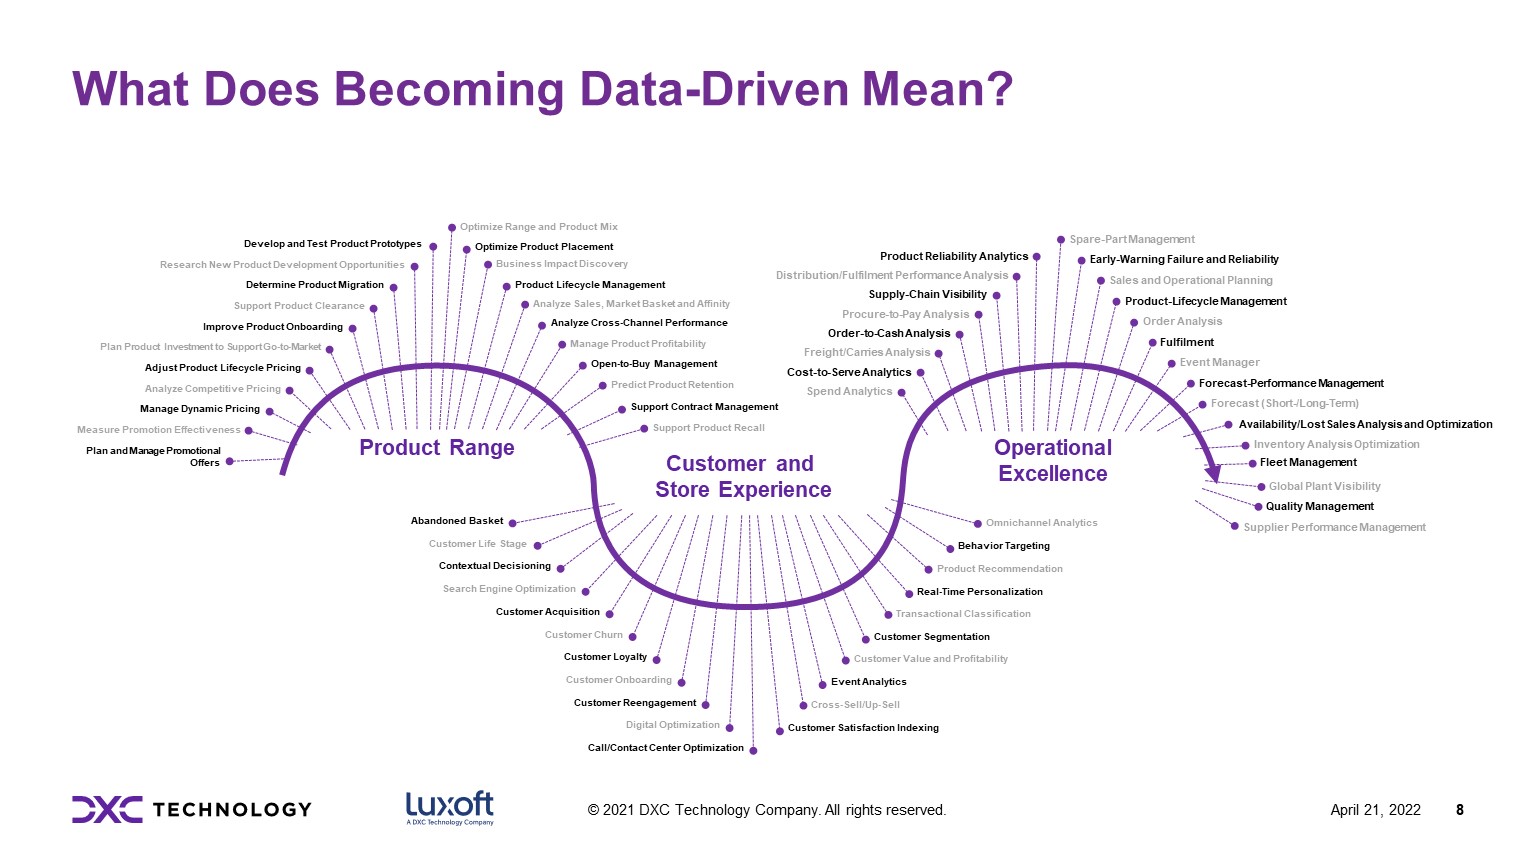 What Does Becoming Data-Driven Mean?
Optimize Range and Product Mix
Develop and Test Product Prototypes
Optimize Product Placement
Research New Product Development Opportunities
Business Impact Discovery
Determine Product Migration
Product Lifecycle Management
Support Product Clearance
Analyze Sales, Market Basket and Affinity
Improve Product Onboarding
Analyze Cross-Channel Performance
Plan Product Investment to Support Go-to-Market
Manage Product Profitability
Adjust Product Lifecycle Pricing
Open-to-Buy Management
Analyze Competitive Pricing
Predict Product Retention
Manage Dynamic Pricing
Support Contract Management
Measure Promotion Effectiveness
Support Product Recall
Plan and Manage Promotional
Offers
Product Range
Customer and
Store Experience
Abandoned Basket
Customer Life Stage
Contextual Decisioning
Search Engine Optimization
Customer Acquisition
Customer Churn
Customer Loyalty
Customer Onboarding
Customer Reengagement
Digital Optimization
Call/Contact Center Optimization
Omnichannel Analytics
Behavior Targeting
Product Recommendation
Real-Time Personalization
Transactional Classification
Customer Segmentation
Customer Value and Profitability
Event Analytics
Cross-Sell/Up-Sell
Customer Satisfaction Indexing
Spare-Part Management
Product Reliability Analytics
Early-Warning Failure and Reliability
Distribution/Fulfilment Performance Analysis
Sales and Operational Planning
Supply-Chain Visibility
Product-Lifecycle Management
Procure-to-Pay Analysis
Order Analysis
Order-to-Cash Analysis
Fulfilment
Freight/Carries Analysis
Event Manager
Cost-to-Serve Analytics
Forecast-Performance Management
Spend Analytics
Forecast (Short-/Long-Term)
Availability/Lost Sales Analysis and Optimization
Inventory Analysis Optimization
Fleet Management
Global Plant Visibility
Quality Management
Supplier Performance Management
Operational
Excellence
DXC TECHNOLOGY
Luxoft
A DXC Technology Company
© 2021 DXC Technology Company. All rights reserved.
April 21, 2022
8